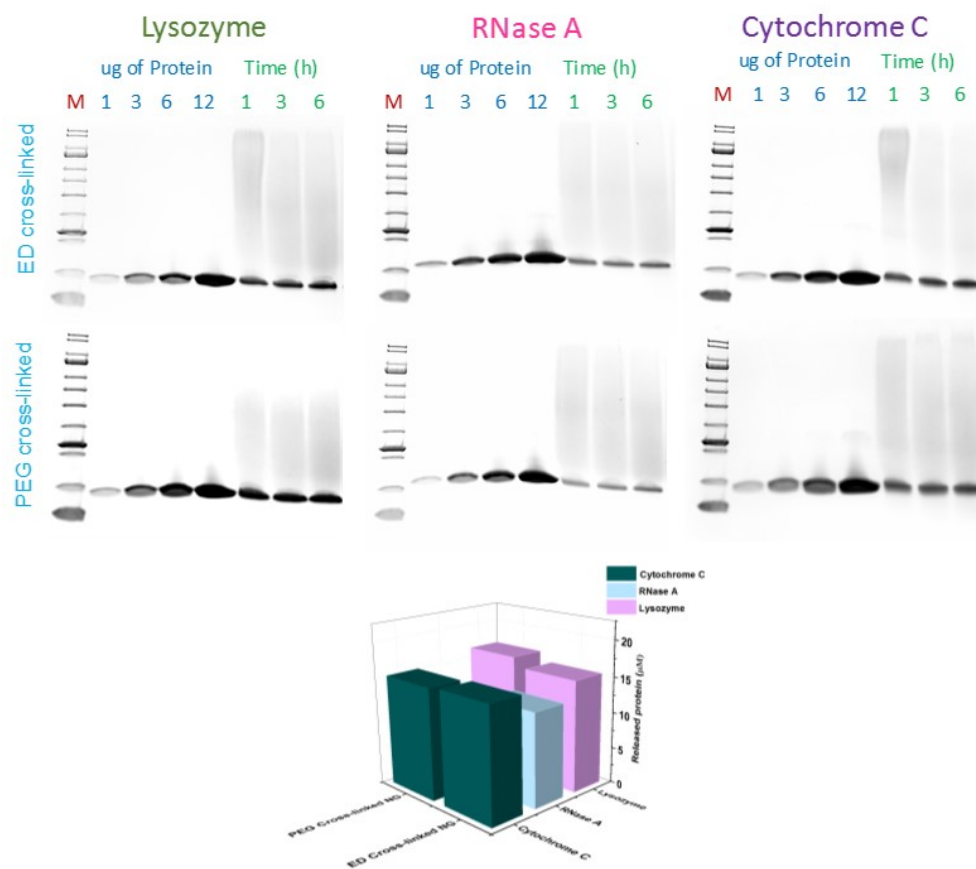 Lysozyme
ug of Protein Time (h)
M 1 3 6 12 1 3 6
RNase A
ug of Protein Time (h)
M 1 3 6 12 1 3 6
Cytochrome C
ug of Protein Time (h)
M 1 3 6 12 1 3 6
ED cross-linked
PEG cross-linked
Cytochrome C
RNase A
Lysozyme
20
15
10
5
0
Released protein (µM)
PEG Cross-linked NG
ED Cross-linked NG
Cytochrome C
RNase A
Lysozyme